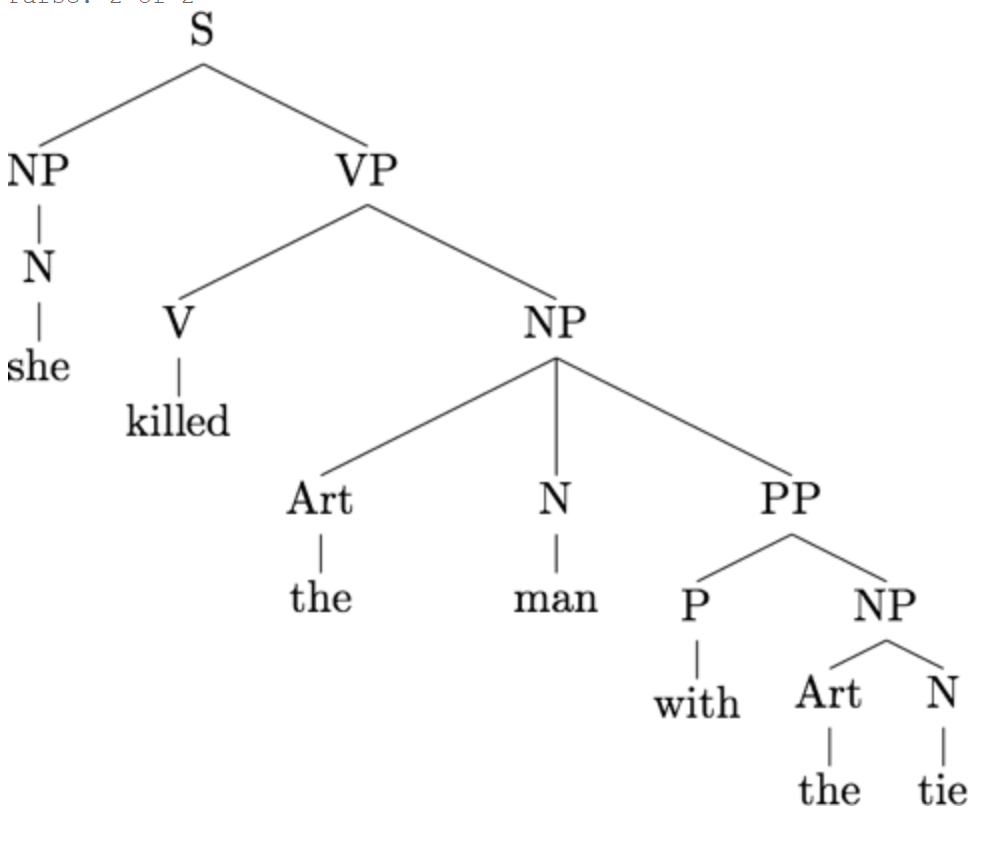 Parse: 2 of 2
S
NP VP
N
V NP
she
killed
Art N PP
the man
P NP
with Art N
the tie